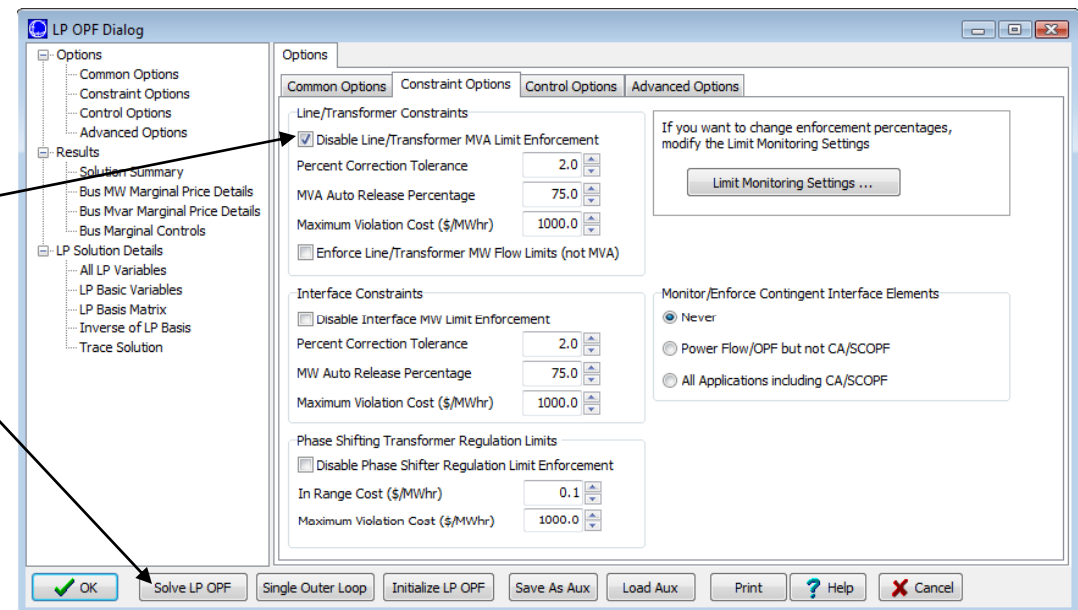 LP OPF Dialog
Options
Common Options
Constraint Options
Control Options
Advanced Options
Results
Solution Summary
Bus MW Marginal Price Details
Bus Mvar Marginal Price Details
Bus Marginal Controls
LP Solution Details
All LP Variables
LP Basic Variables
LP Basis Matrix
Inverse of LP Basis
Trace Solution
Options
Common Options Constraint Options Control Options Advanced Options
Line/Transformer Constraints
Disable Line/Transformer MVA Limit Enforcement
Percent Correction Tolerance 2.0
MVA Auto Release Percentage 75.0
Maximum Violation Cost ($/MWhr) 1000.0
Enforce Line/Transformer MW Flow Limits (not MVA)
If you want to change enforcement percentages,
modify the Limit Monitoring Settings
Limit Monitoring Settings ...
Interface Constraints
Disable Interface MW Limit Enforcement
Percent Correction Tolerance 2.0
MW Auto Release Percentage 75.0
Maximum Violation Cost ($/MWhr) 1000.0
Monitor/Enforce Contingent Interface Elements
Never
Power Flow/OPF but not CA/SCOPF
All Applications including CA/SCOPF
Phase Shifting Transformer Regulation Limits
Disable Phase Shifter Regulation Limit Enforcement
In Range Cost ($/MWhr) 0.1
Maximum Violation Cost ($/MWhr) 1000.0
OK Solve LP OPF Single Outer Loop Initialize LP OPF Save As Aux Load Aux Print Help Cancel